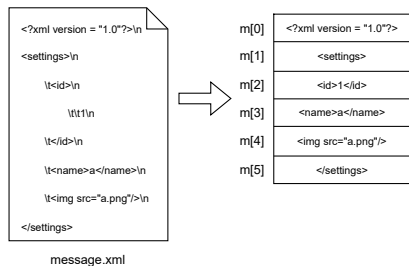 <?xml version = "1.0"?>\n
<settings>\n
\t<id>\n
\t\t1\n
\t</id>\n
\t<name>a</name>\n
\t<img src="a.png"/>\n
</settings>
message.xml
m[0] <?xml version = "1.0"?>
m[1] <settings>
m[2] <id>1</id>
m[3] <name>a</name>
m[4] <img src="a.png"/>
m[5] </settings>